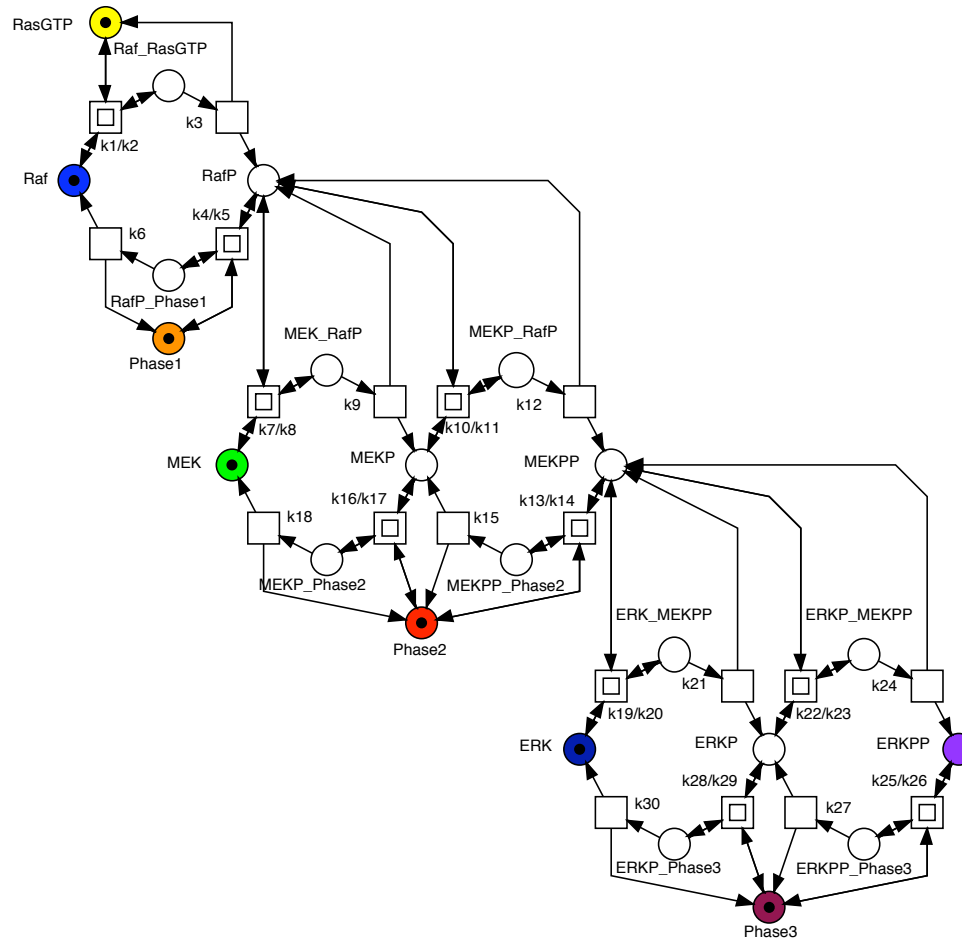 RasGTP
Raf_RasGTP
k3
k1/k2
Raf
RafP
k4/k5
k6
RafP_Phase1
Phase1
MEK_RafP
MEKP_RafP
k9
k12
k7/k8
k10/k11
MEK
MEKP
MEKPP
k16/k17
k13/k14
k18
k15
MEKP_Phase2
MEKPP_Phase2
Phase2
ERK_MEKPP
ERKP_MEKPP
k21
k24
k19/k20
k22/k23
ERK
ERKP
ERKPP
k28/k29
k25/k26
k30
k27
ERKP_Phase3
ERKPP_Phase3
Phase3